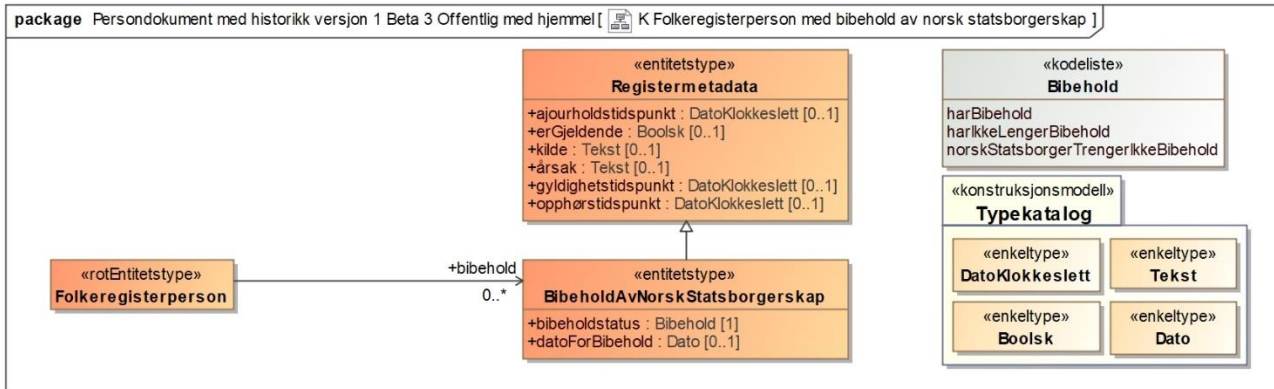 package Persondokument med historikk versjon 1 Beta 3 Offentlig med hjemmel [ K Folkeregisterperson med bibehold av norsk statsborgerskap ]
«entitetstype»
Registermetadata
+ajourholdstidspunkt : DatoKlokkeslett [0..1]
+erGjeldende : Boolsk [0..1]
+kilde : Tekst [0..1]
+årsak : Tekst [0..1]
+gyldighetstidspunkt : DatoKlokkeslett [0..1]
+opphørstidspunkt : DatoKlokkeslett [0..1]
«kodeliste»
Bibehold
harBibehold
harIkkeLengerBibehold
norskStatsborgerTrengerIkkeBibehold
«konstruksjonsmodell»
Typekatalog
«enkeltype»
DatoKlokkeslett
«enkeltype»
Tekst
«enkeltype»
Boolsk
«enkeltype»
Dato
«rotEntitetstype»
Folkeregisterperson
+bibehold
0..*
«entitetstype»
BibeholdAvNorskStatsborgerskap
+bibeholdstatus : Bibehold [1]
+datoForBibehold : Dato [0..1]